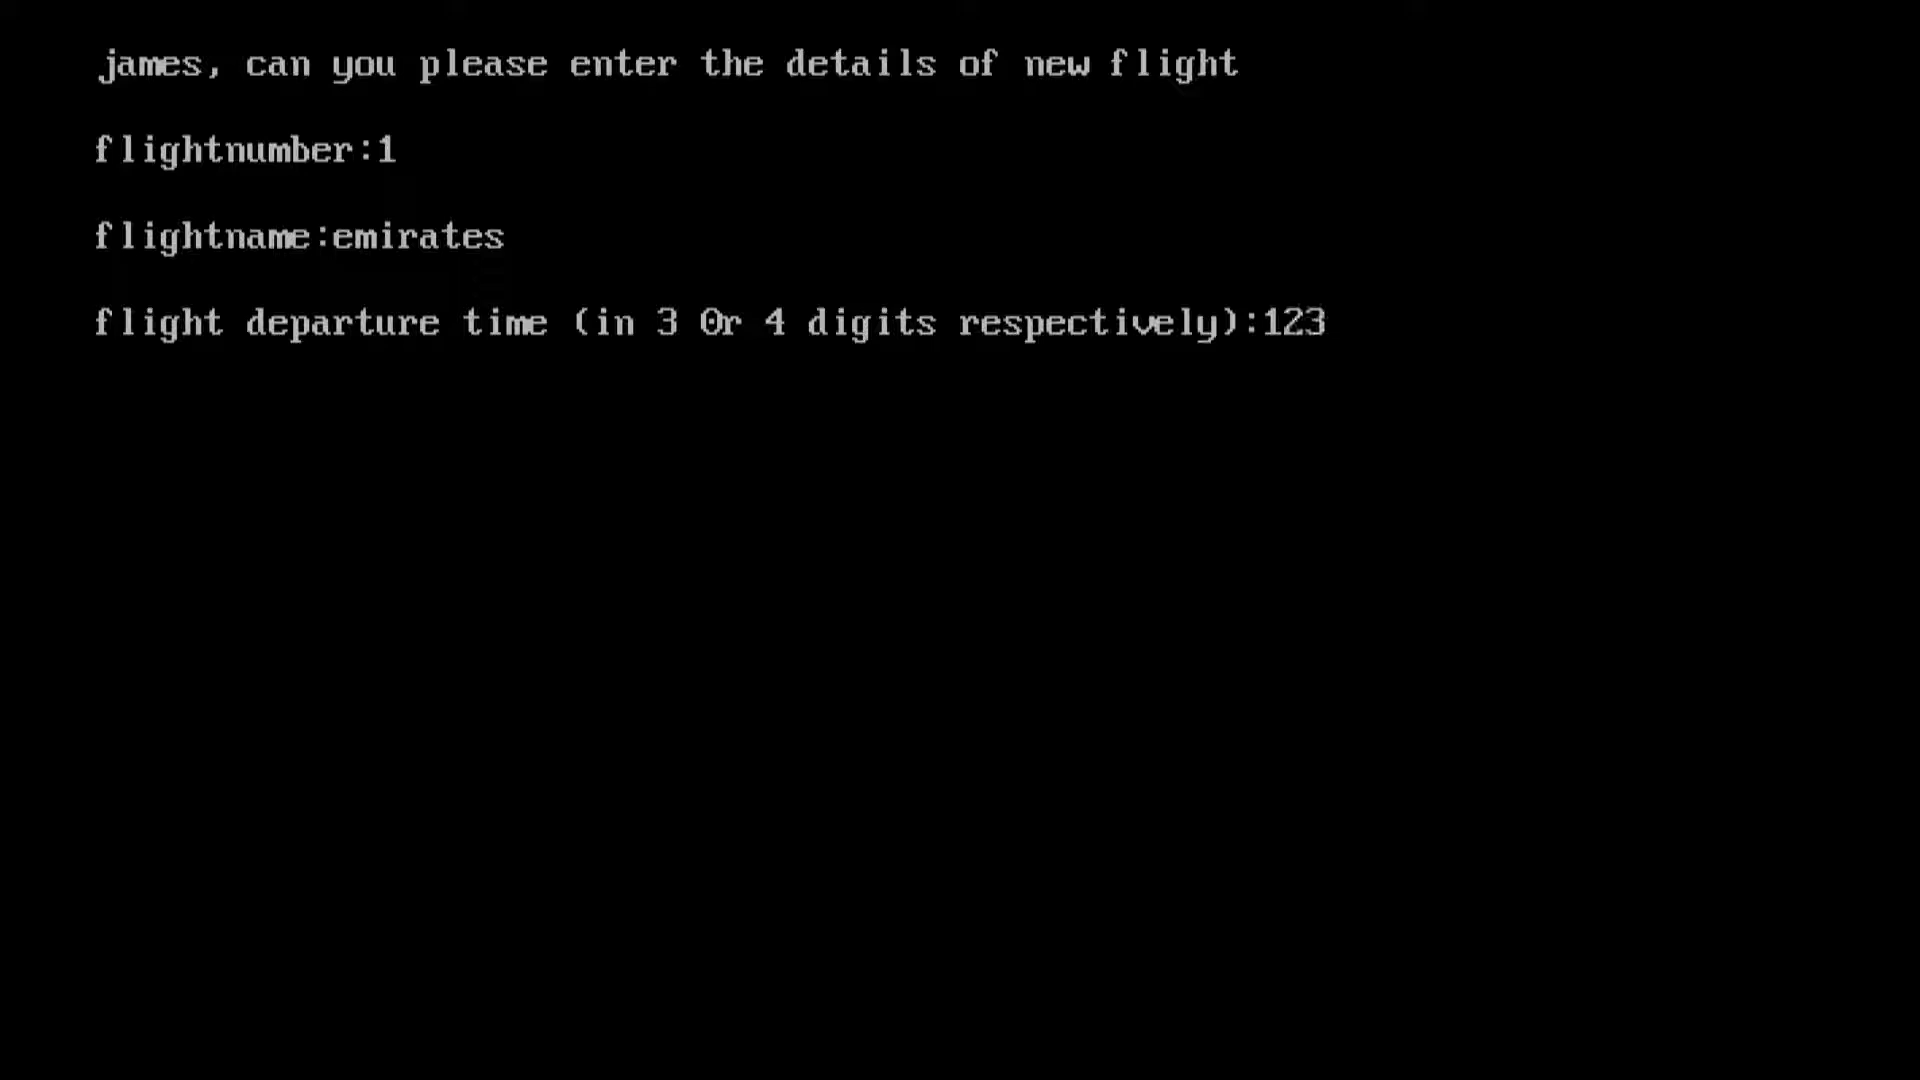 james, can you please enter the details of new flight
flightnumber:1
flightname:emirates
flight departure time (in 3 0r 4 digits respectively):123